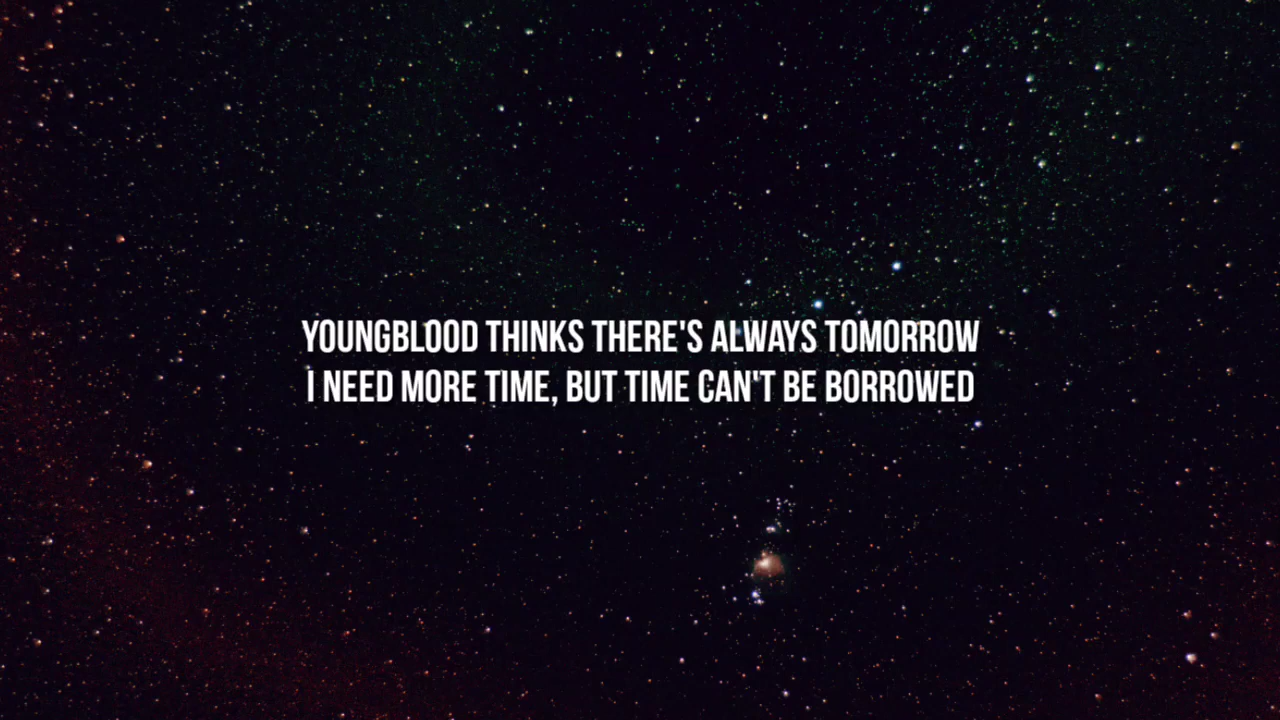 YOUNGBLOOD THINKS THERE'S ALWAYS TOMORROW
I NEED MORE TIME, BUT TIME CAN'T BE BORROWED